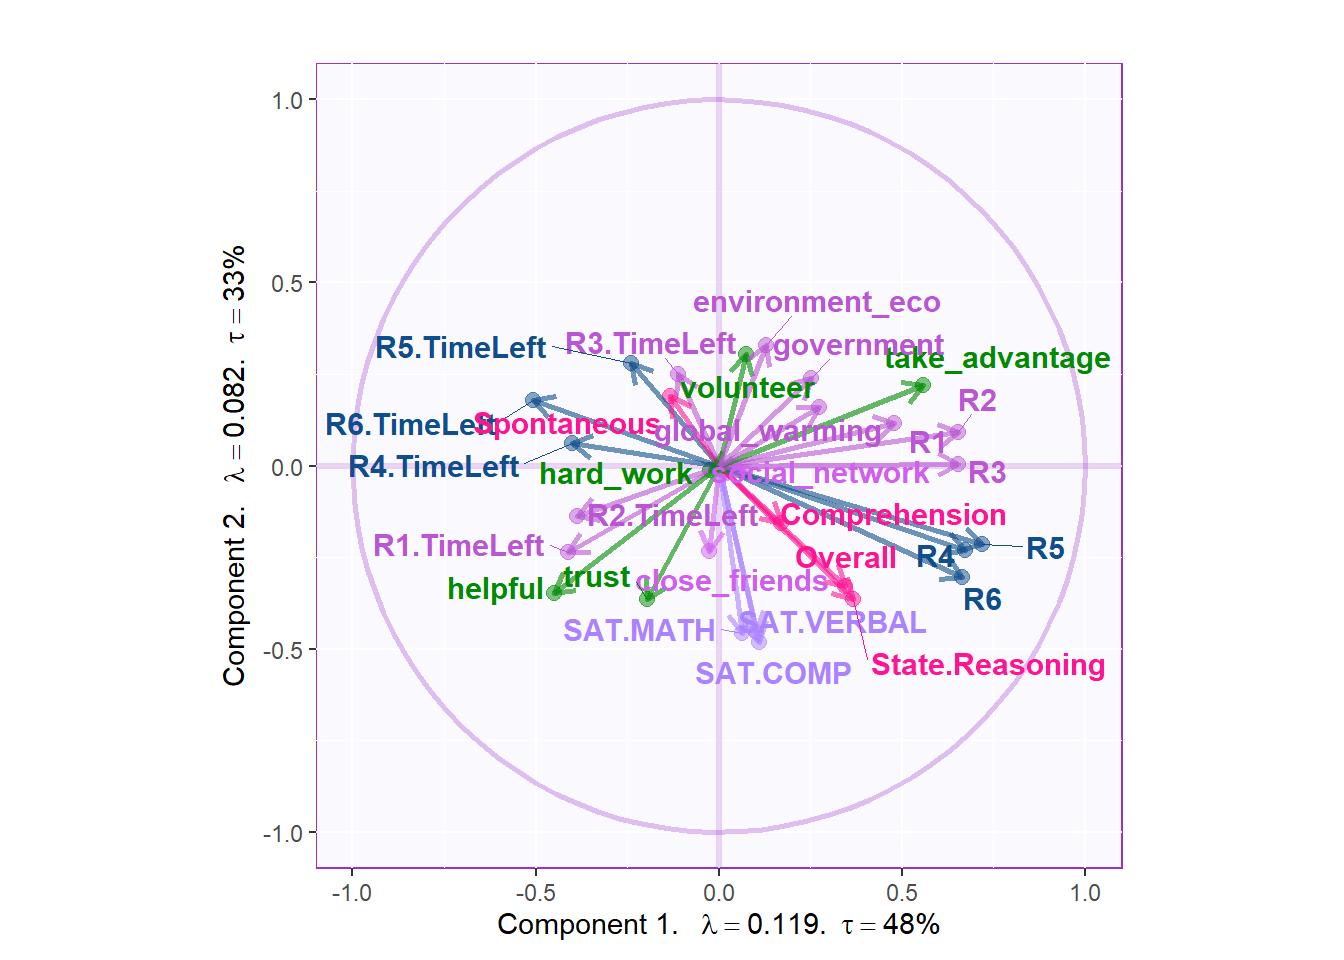 1.0
0.5
0.0
-0.5
-1.0
Component 2. λ = 0.082. τ = 33%
environment_eco
R3.TimeLeft
government
R5.TimeLeft
take_advantage
volunteer
R2
R6.TimeLeft
Spontaneous
global_warming
R1
R4.TimeLeft
hard_work
social_network
R3
R2.TimeLeft
Comprehension
R1.TimeLeft
Overall
R4
R5
helpful
trust
close_friends
R6
SAT.MATH
SAT.VERBAL
SAT.COMP
State.Reasoning
-1.0 -0.5 0.0 0.5 1.0
Component 1. λ = 0.119. τ = 48%